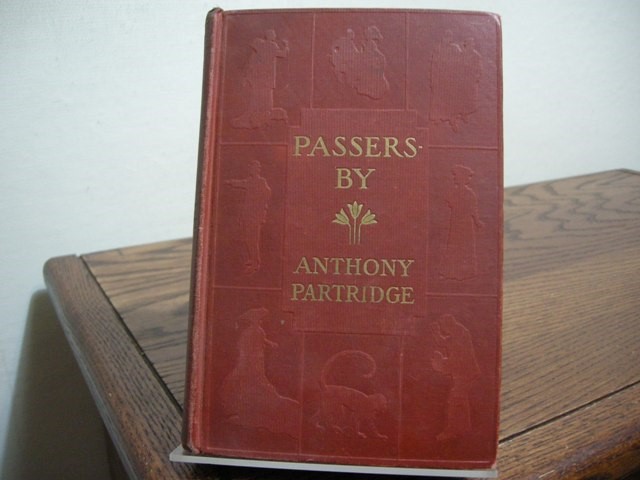 PASSERS-
BY
ANTHONY
PARTRIDGE